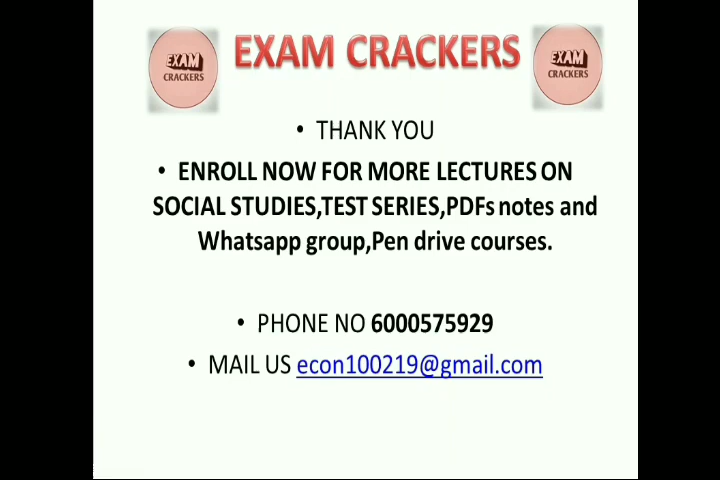 EXAM CRACKERS
EXAM
CRACKERS
EXAM
CRACKERS
• THANK YOU
• ENROLL NOW FOR MORE LECTURES ON
SOCIAL STUDIES,TEST SERIES,PDFs notes and
Whatsapp group,Pen drive courses.
• PHONE NO 6000575929
• MAIL US econ100219@gmail.com